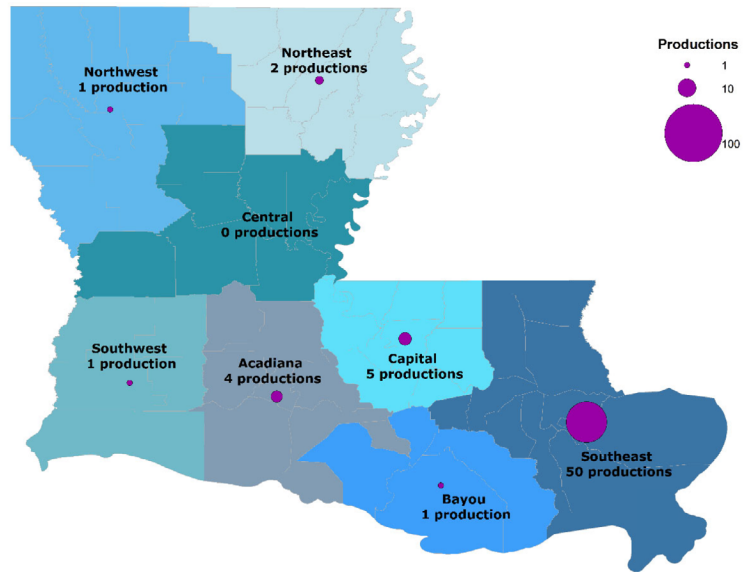 Northeast
2 productions
Productions
1
10
100
Northwest
1 production
Central
0 productions
Southwest
1 production
Acadiana
4 productions
Capital
5 productions
Southeast
50 productions
Bayou
1 production